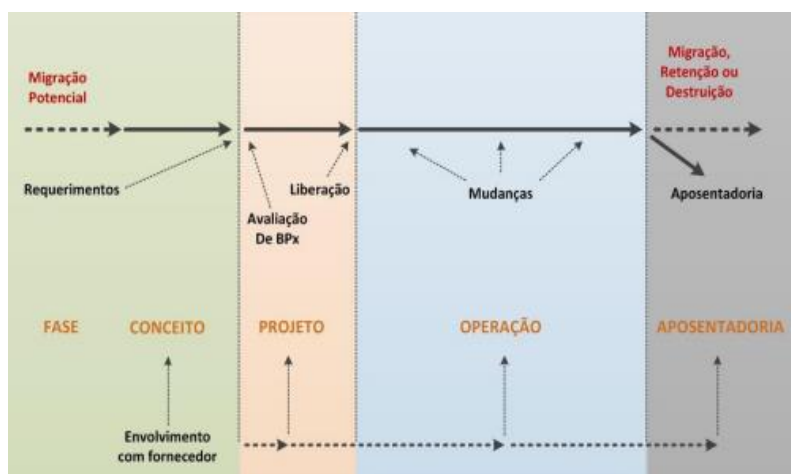 Migração
Potencial
Migração,
Retenção ou
Destruição
Requerimentos
Liberação
Mudanças
Aposentadoria
Avaliação
De BPx
FASE
CONCEITO
PROJETO
OPERAÇÃO
APOSENTADORIA
Envolvimento
com fornecedor